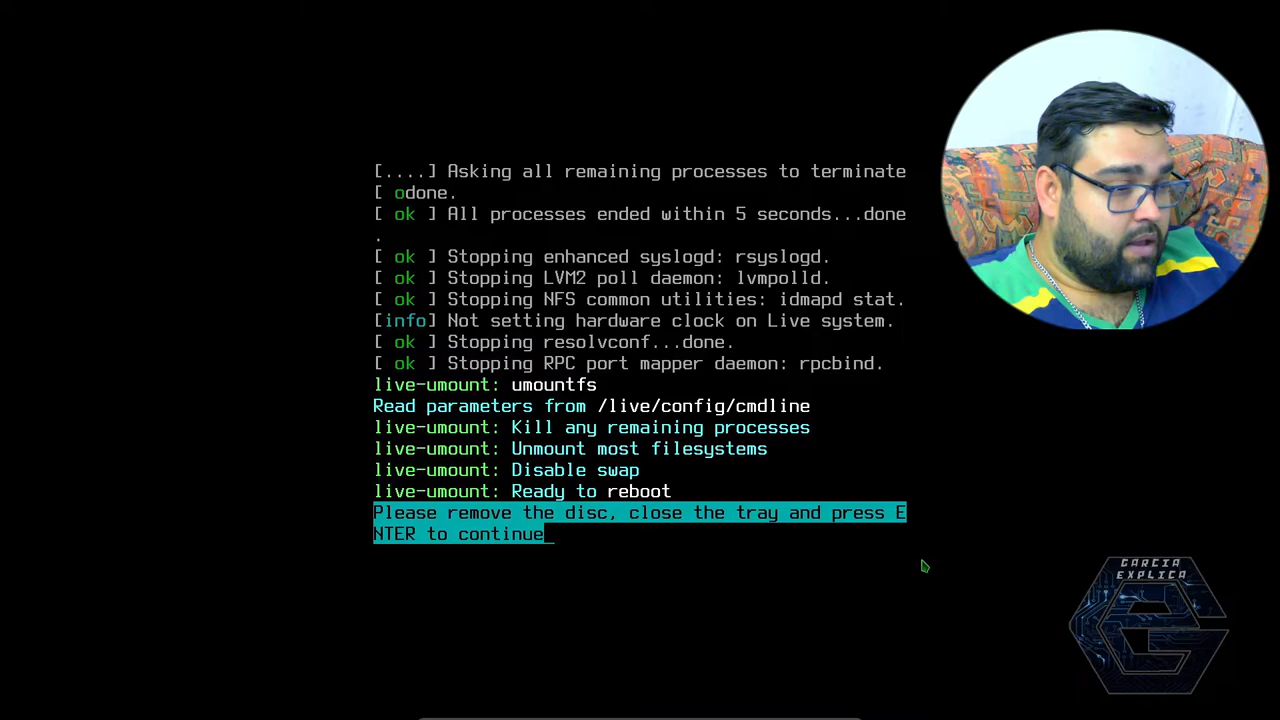 [....] Asking all remaining processes to terminate
[ odone.
[ ok ] All processes ended within 5 seconds...done
.
[ ok ] Stopping enhanced syslogd: rsyslogd.
[ ok ] Stopping LVM2 poll daemon: lvmpolld.
[ ok ] Stopping NFS common utilities: idmapd stat.
[info] Not setting hardware clock on Live system.
[ ok ] Stopping resolvconf...done.
[ ok ] Stopping RPC port mapper daemon: rpcbind.
live-umount: umountfs
Read parameters from /live/config/cmdline
live-umount: Kill any remaining processes
live-umount: Unmount most filesystems
live-umount: Disable swap
live-umount: Ready to reboot
Please remove the disc, close the tray and press E
NTER to continue_
GARCIA
EXPLICA